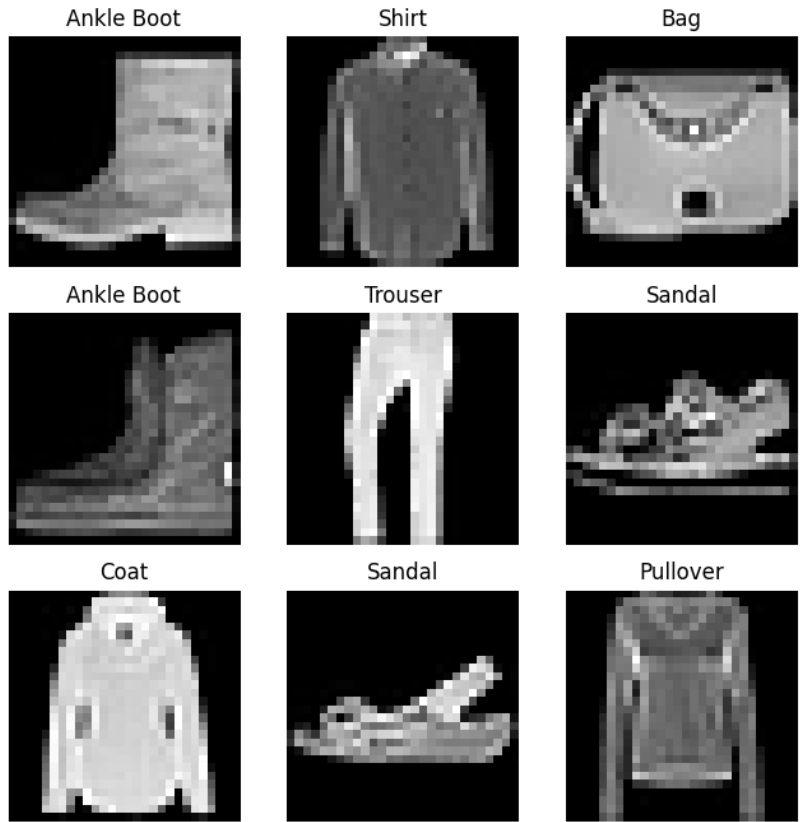 Ankle Boot
Shirt
Bag
Ankle Boot
Trouser
Sandal
Coat
Sandal
Pullover